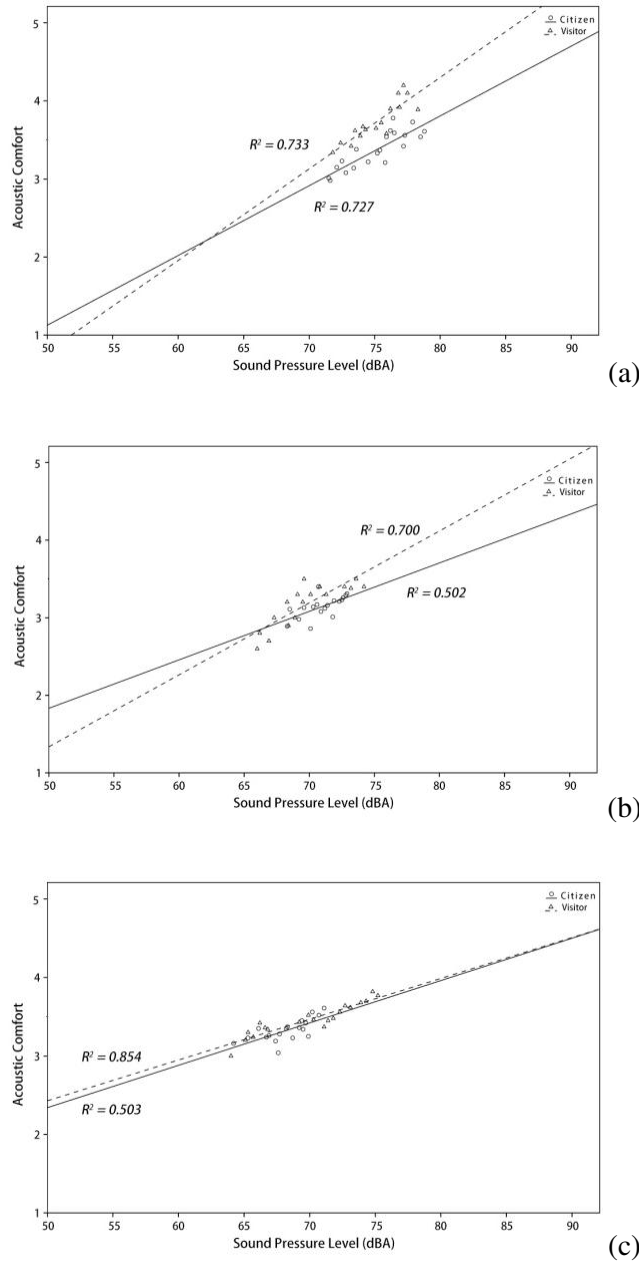 5
Citizen
Visitor
4
R² = 0.733
3
R² = 0.727
2
1
Acoustic Comfort
50 55 60 65 70 75 80 85 90
Sound Pressure Level (dBA)
(a)
5
Citizen
Visitor
R² = 0.700
4
R² = 0.502
3
2
1
Acoustic Comfort
50 55 60 65 70 75 80 85 90
Sound Pressure Level (dBA)
(b)
5
Citizen
Visitor
4
3
R² = 0.854
R² = 0.503
2
1
Acoustic Comfort
50 55 60 65 70 75 80 85 90
Sound Pressure Level (dBA)
(c)